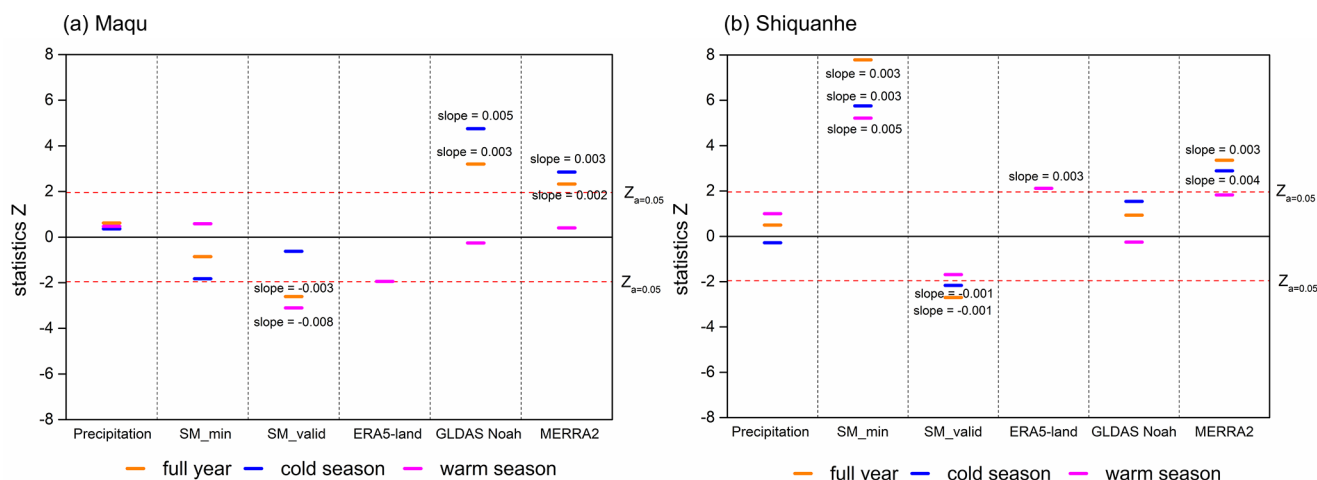 (a) Maqu
8
6
4
2
0
-2
-4
-6
-8
statistics Z
slope = -0.003
slope = -0.008
slope = 0.005
slope = 0.003
slope = 0.003
slope = 0.002
Za=0.05
Za=0.05
Precipitation SM_min SM_valid ERA5-land GLDAS Noah MERRA2
full year cold season warm season
(b) Shiquanhe
8
6
4
2
0
-2
-4
-6
-8
statistics Z
slope = 0.003
slope = 0.003
slope = 0.005
slope = -0.001
slope = -0.001
slope = 0.003
slope = 0.003
slope = 0.004
Za=0.05
Za=0.05
Precipitation SM_min SM_valid ERA5-land GLDAS Noah MERRA2
full year cold season warm season